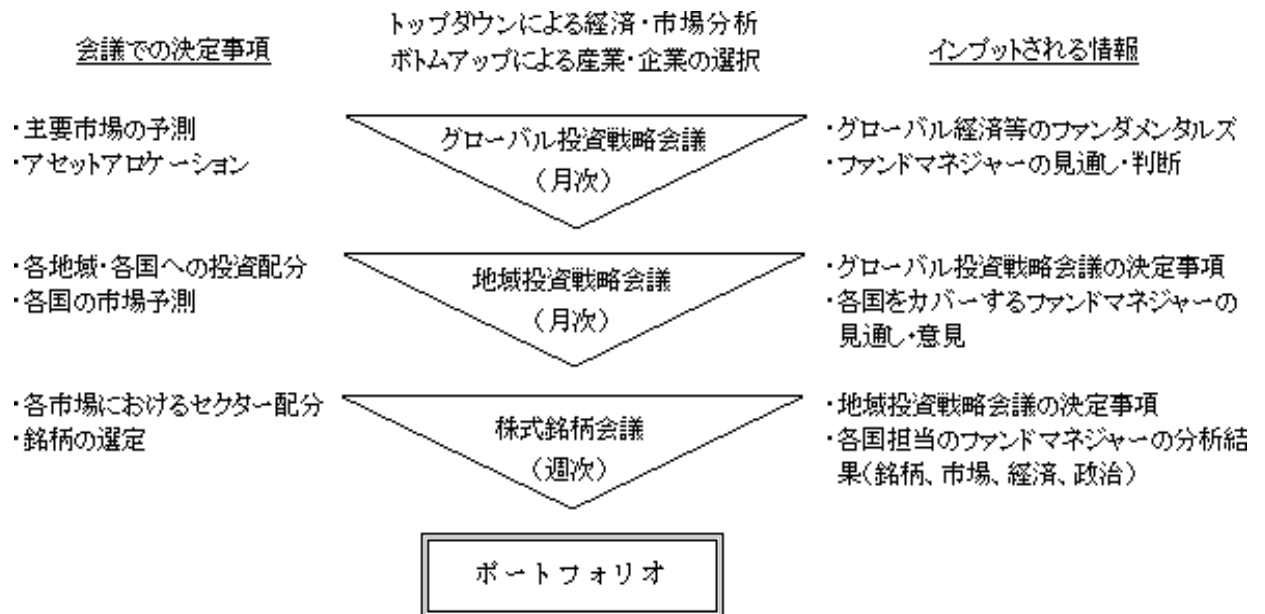 トップダウンによる経済・市場分析
ボトムアップによる産業・企業の選択
会議での決定事項
インプットされる情報
・主要市場の予測
・アセットアロケーション
グローバル投資戦略会議
（月次）
・グローバル経済等のファンダメンタルズ
・ファンドマネジャーの見通し・判断
・各地域・各国への投資配分
・各国の市場予測
地域投資戦略会議
（月次）
・グローバル投資戦略会議の決定事項
・各国をカバーするファンドマネジャーの
見通し・意見
・各市場におけるセクター配分
・銘柄の選定
株式銘柄会議
（週次）
・地域投資戦略会議の決定事項
・各国担当のファンドマネジャーの分析結
果（銘柄、市場、経済、政治）
ポートフォリオ